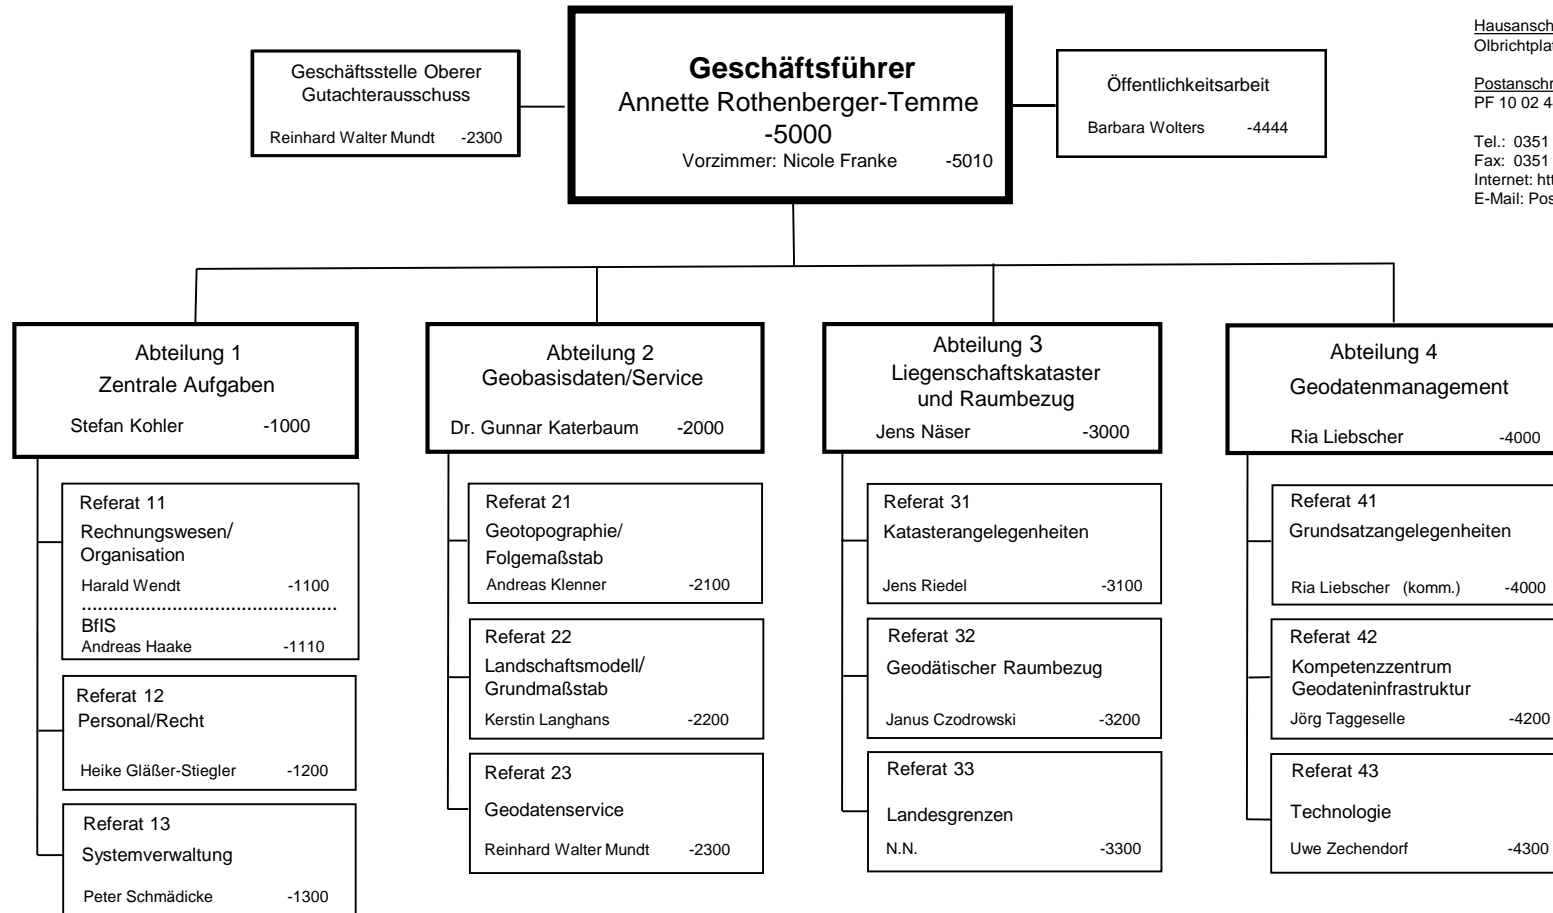 Geschäftsstelle Oberer
Gutachterausschuss
Reinhard Walter Mundt -2300
Geschäftsführer
Annette Rothenberger-Temme
-5000
Vorzimmer: Nicole Franke -5010
Öffentlichkeitsarbeit
Barbara Wolters -4444
PF 10 02 4
Tel.: 0351
Fax: 0351
Internet:
E-Mail:
Abteilung 1
Zentrale Aufgaben
Stefan Kohler -1000
Referat 11
Rechnungswesen/
Organisation
Harald Wendt -1100
BfIS
Andreas Haake -1110
Referat 12
Personal/Recht
Heike Gläßer-Stiegler -1200
Referat 13
Systemverwaltung
Peter Schmädicke -1300
Abteilung 2
Geobasisdaten/Service
Dr. Gunnar Katerbaum -2000
Referat 21
Geotopographie/
Folgemaßstab
Andreas Klenner -2100
Referat 22
Landschaftsmodell/
Grundmaßstab
Kerstin Langhans -2200
Referat 23
Geodatenservice
Reinhard Walter Mundt -2300
Abteilung 3
Liegenschaftskataster
und Raumbezug
Jens Näser -3000
Referat 31
Katasterangelegenheiten
Jens Riedel -3100
Referat 32
Geodätischer Raumbezug
Janus Czodrowski -3200
Referat 33
Landesgrenzen
N.N. -3300
Abteilung 4
Geodatenmanagement
Ria Liebscher -4000
Referat 41
Grundsatzangelegenheiten
Ria Liebscher (komm.) -4000
Referat 42
Kompetenzzentrum
Geodateninfrastruktur
Jörg Taggeselle -4200
Referat 43
Technologie
Uwe Zechendorf -4300